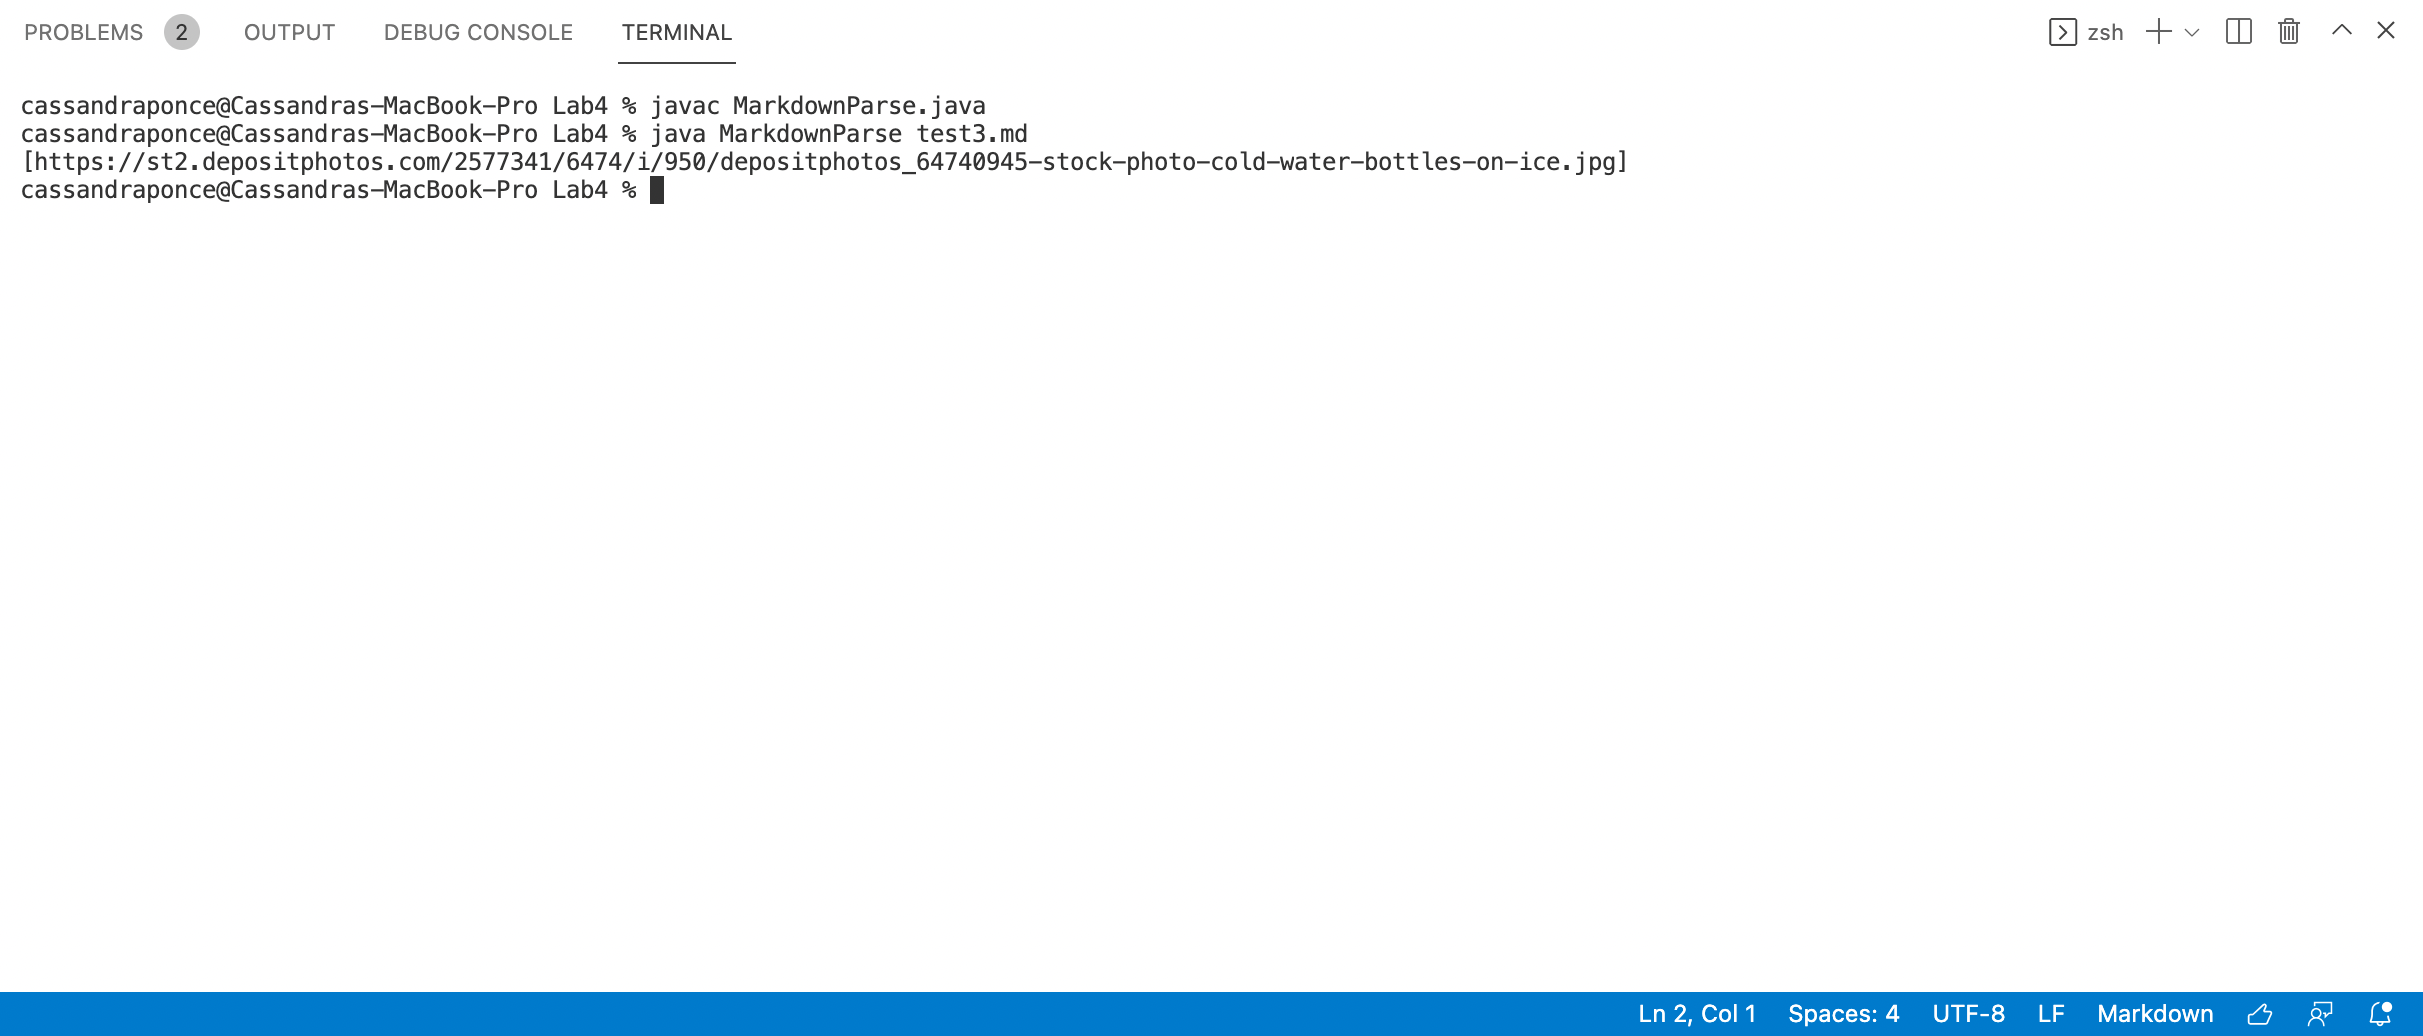 PROBLEMS 2 OUTPUT DEBUG CONSOLE TERMINAL zsh
cassandraponce@Cassandras-MacBook-Pro Lab4 % javac MarkdownParse.java
cassandraponce@Cassandras-MacBook-Pro Lab4 % java MarkdownParse test3.md
[https://st2.depositphotos.com/2577341/6474/i/950/depositphotos_64740945-stock-photo-cold-water-bottles-on-ice.jpg]
cassandraponce@Cassandras-MacBook-Pro Lab4 %
Ln 2, Col 1 Spaces: 4 UTF-8 LF Markdown